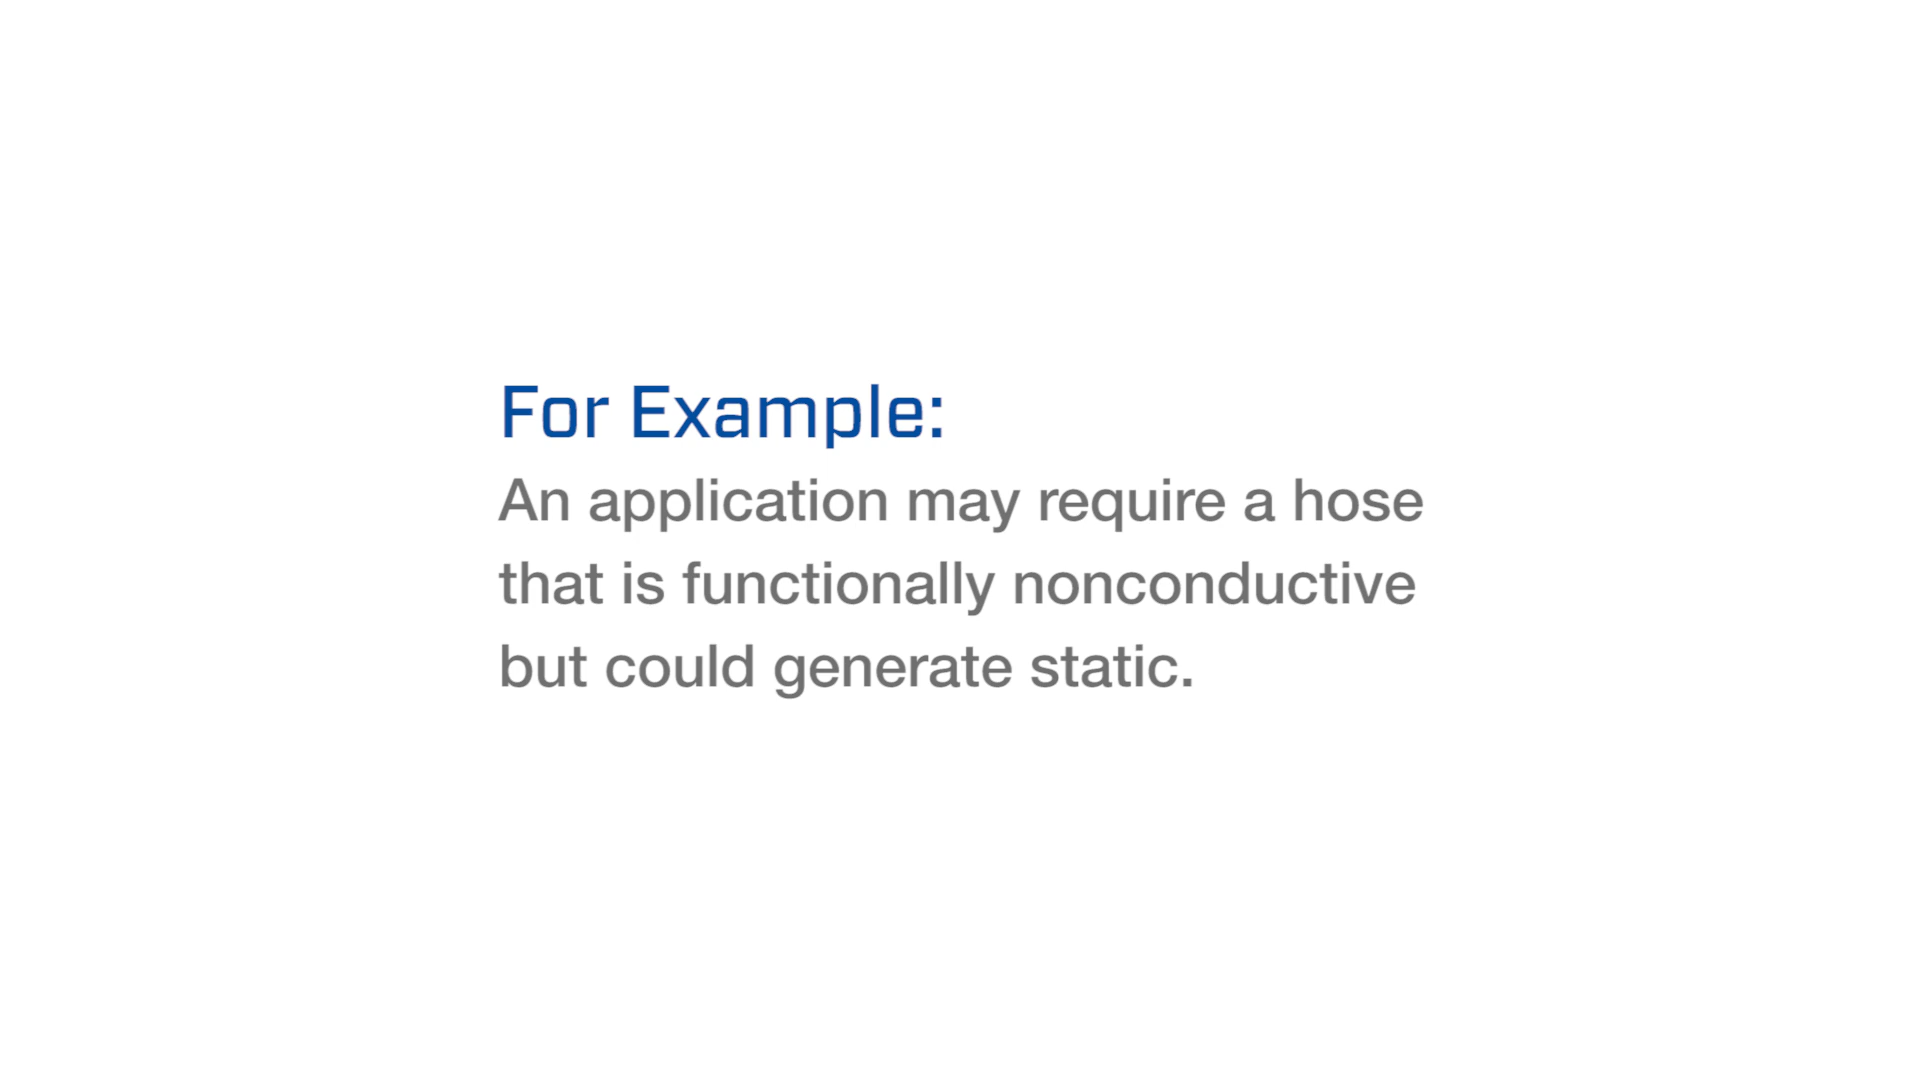 For Example:
An application may require a hose
that is functionally nonconductive
but could generate static.